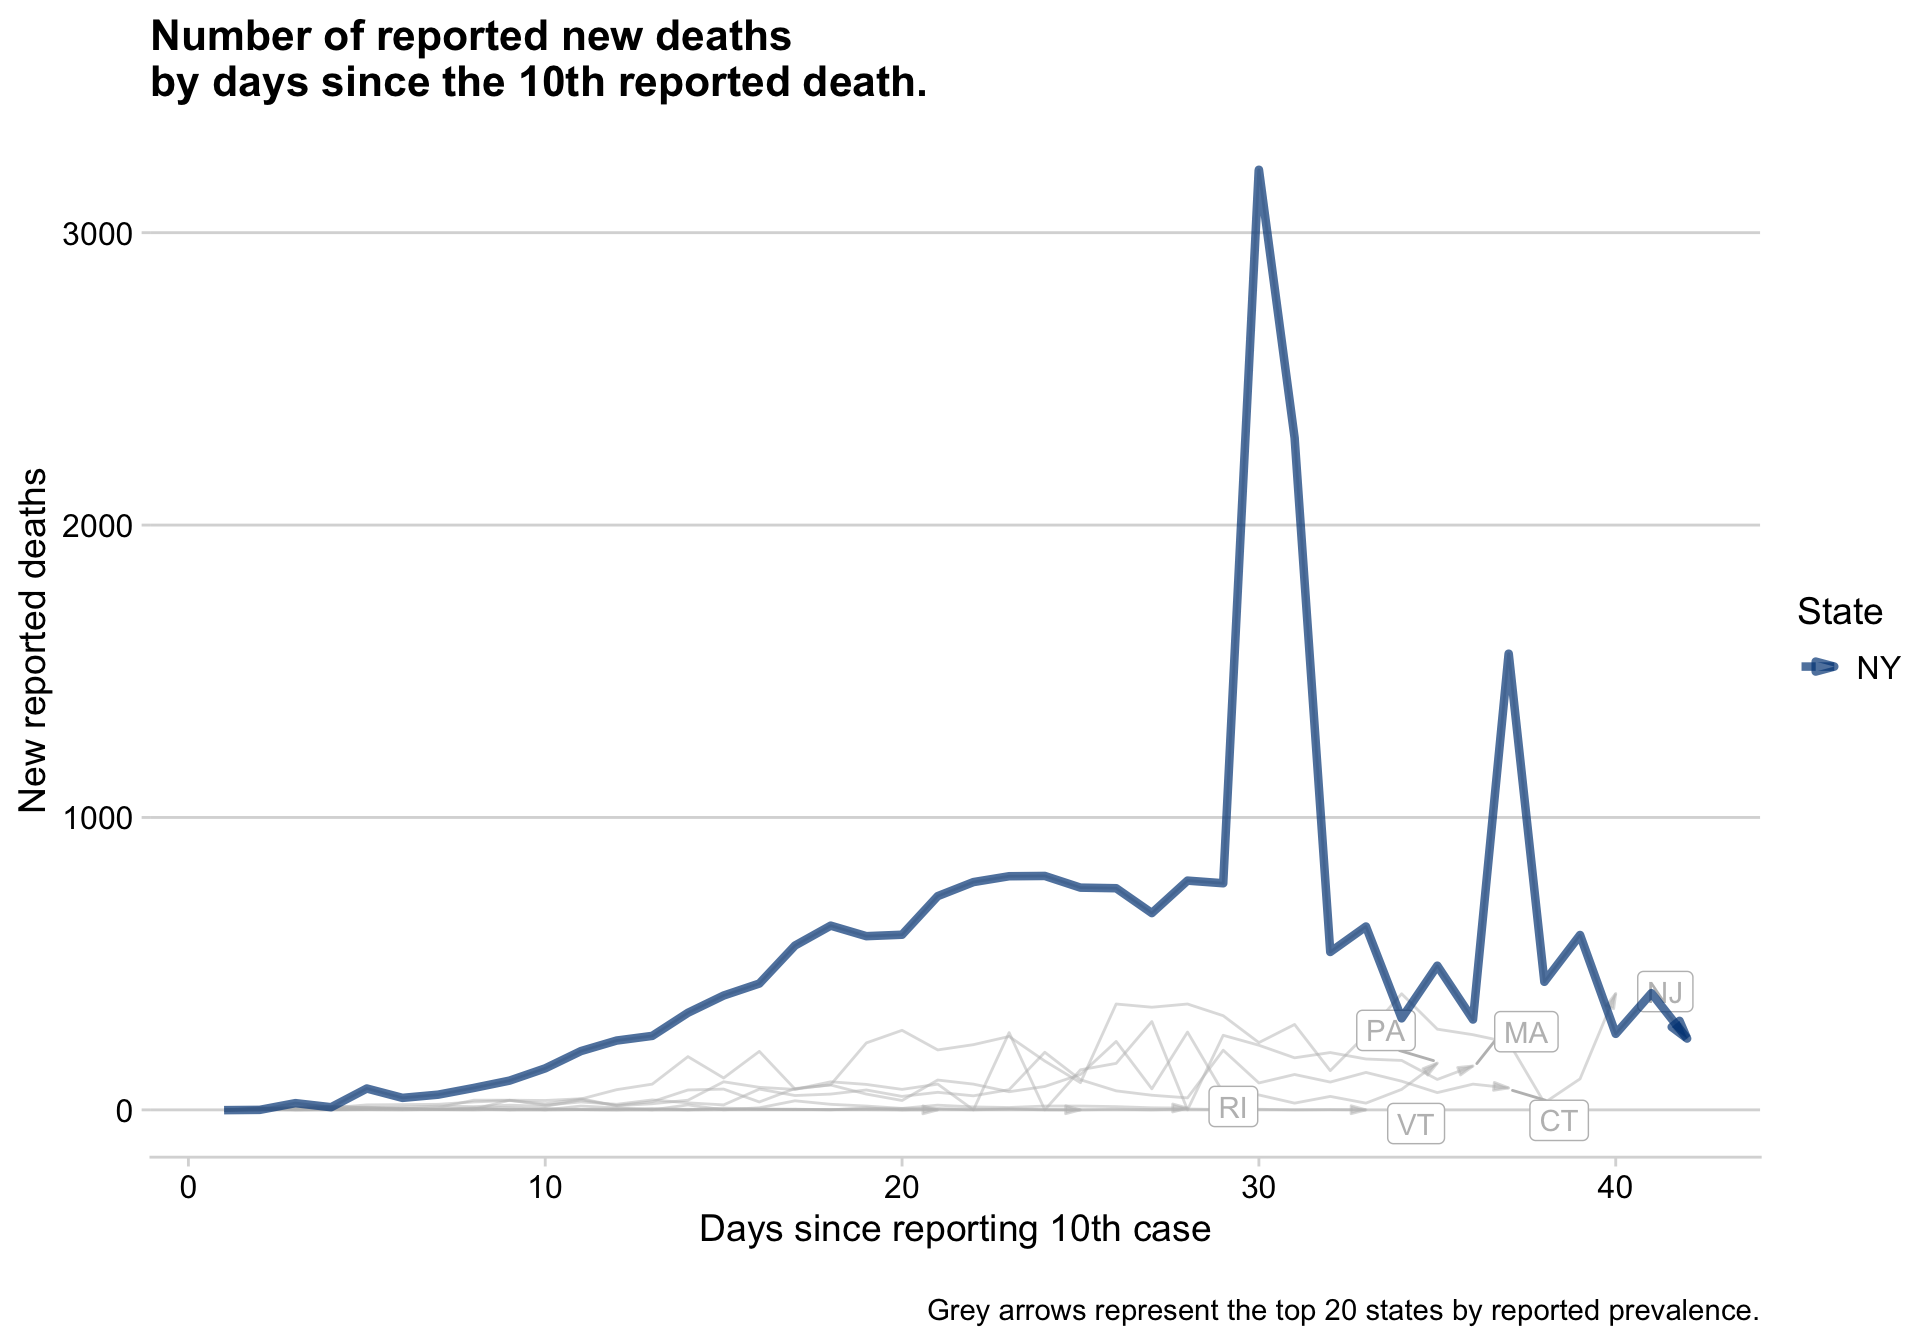 Number of reported new deaths
by days since the 10th reported death.
New reported deaths
3000
2000
1000
0
0
10
20
30
40
Days since reporting 10th case
PA
MA
NJ
RI
VT
CT
State
NY
Grey arrows represent the top 20 states by reported prevalence.